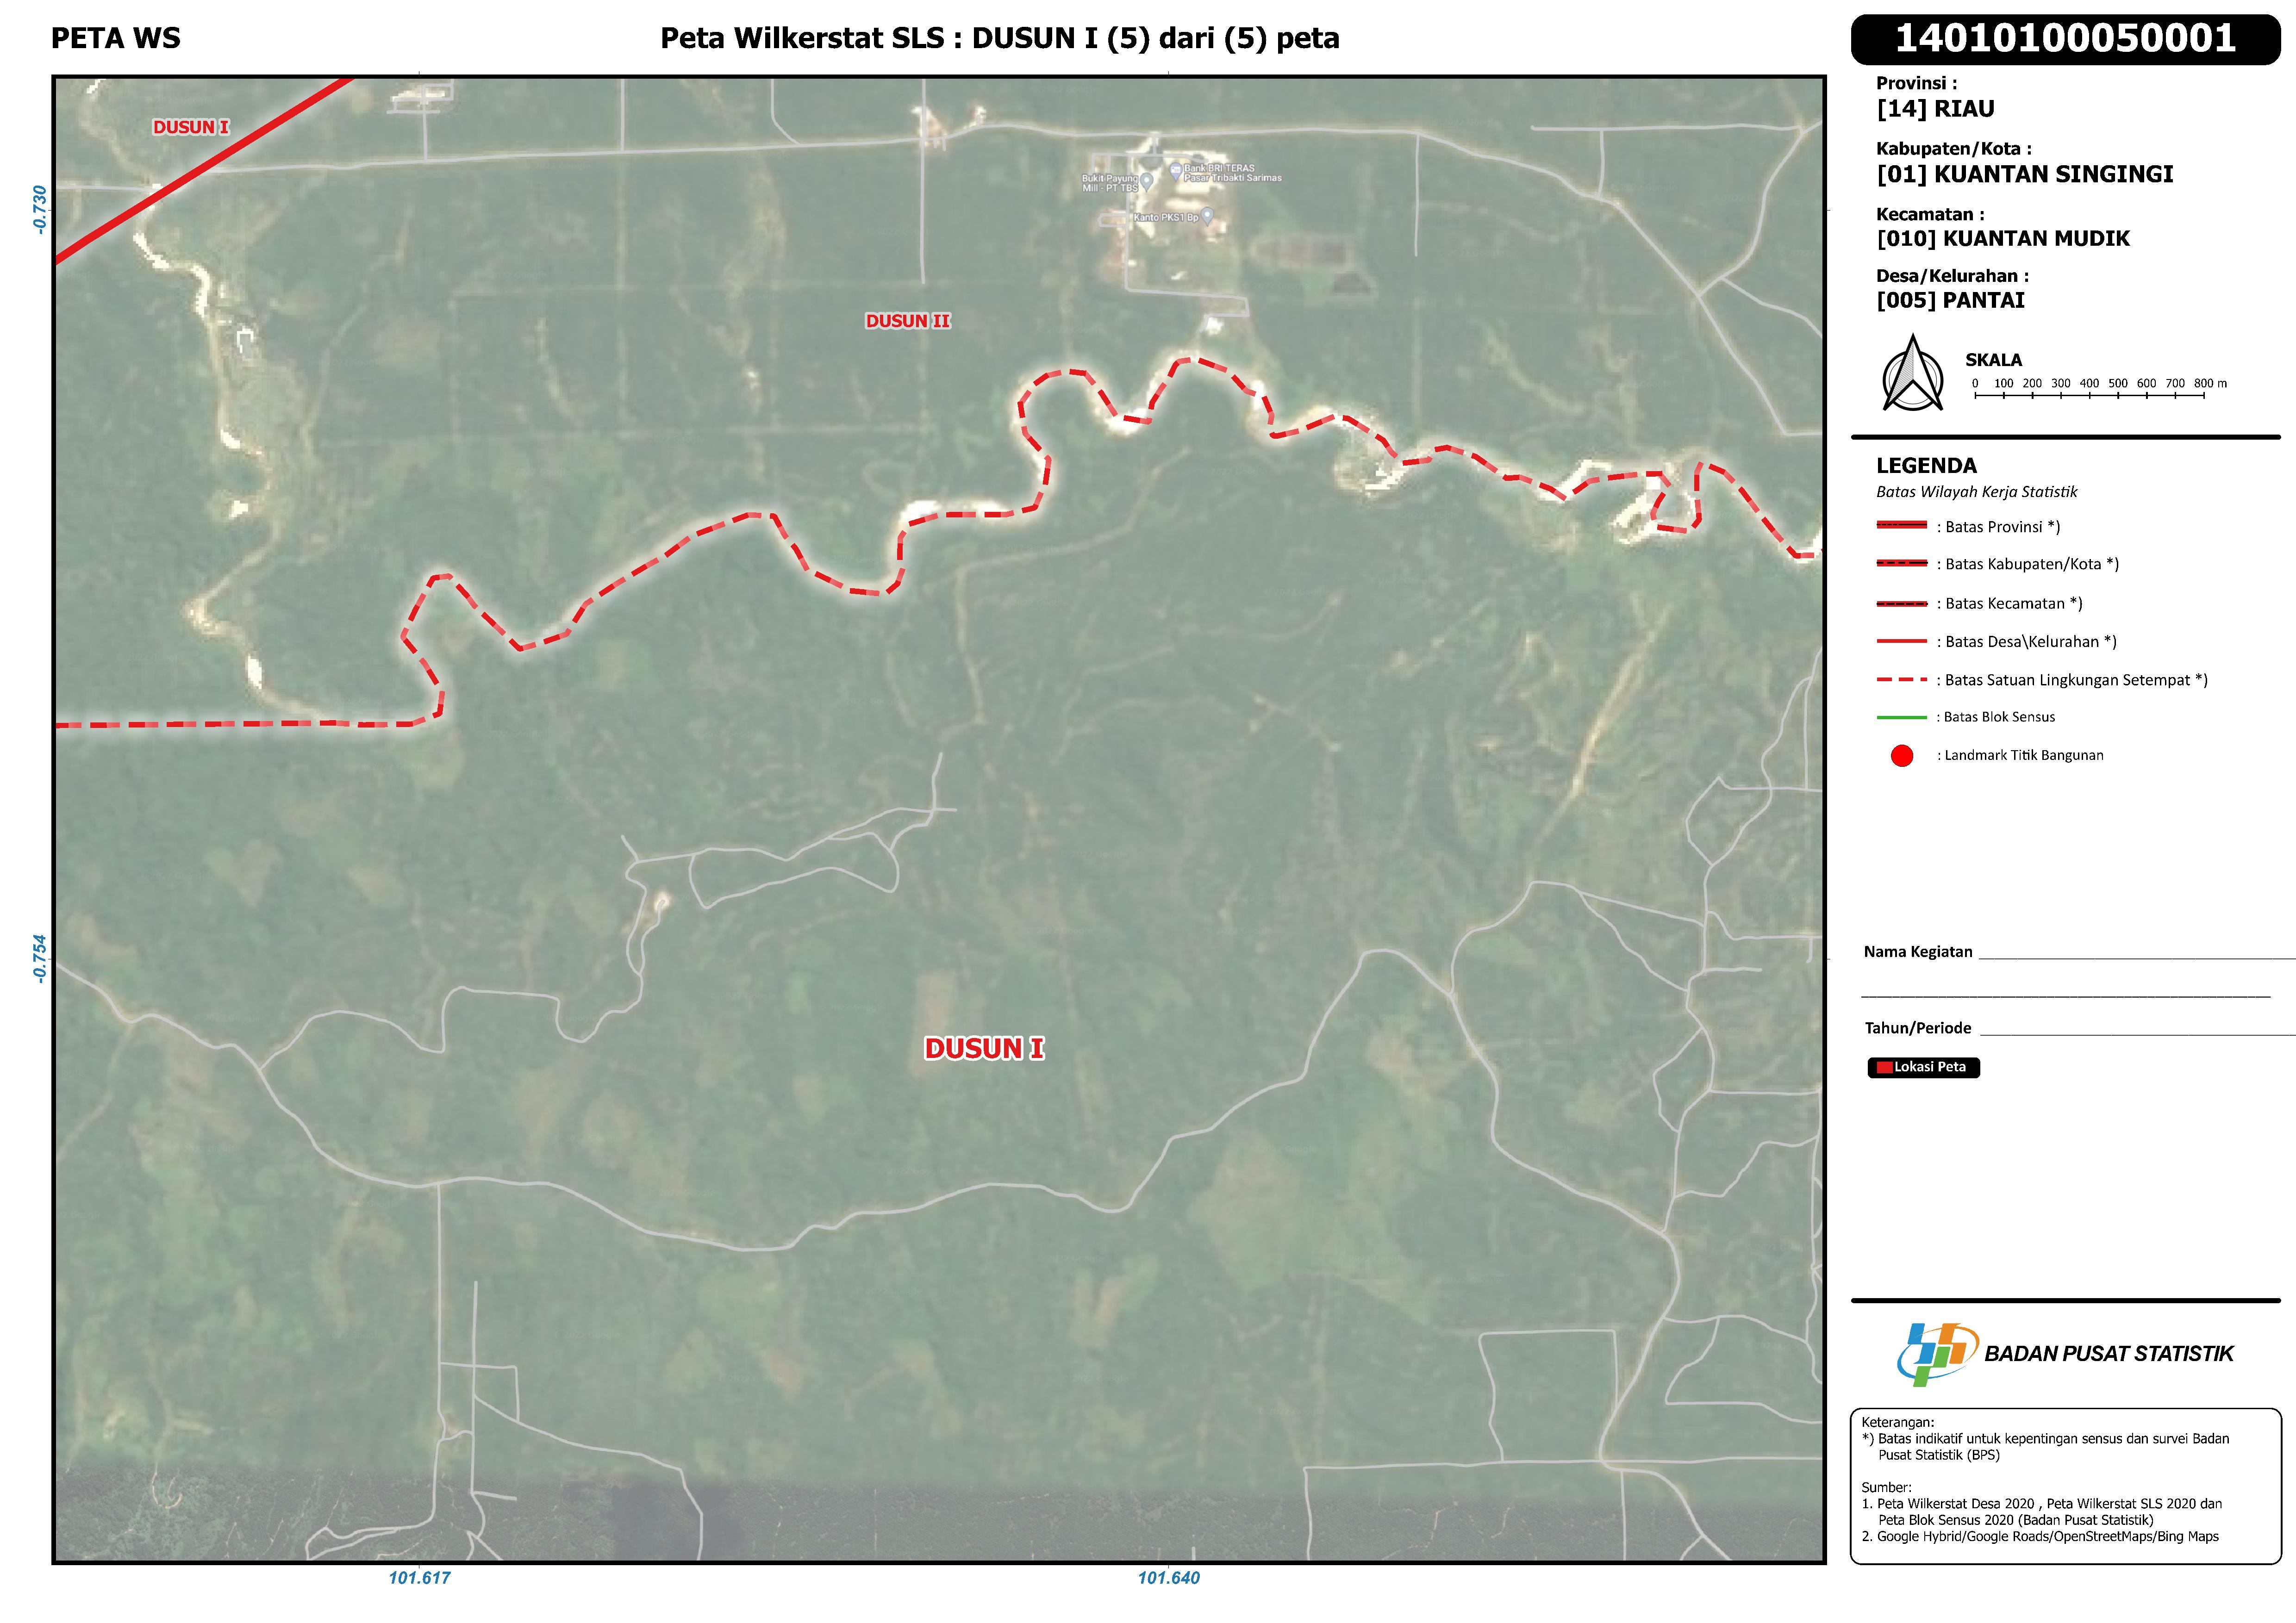 PETA WS
Peta Wilkerstat SLS : DUSUN I (5) dari (5) peta
14010100050001
Provinsi :
[14] RIAU
Kabupaten/Kota :
[01] KUANTAN SINGINGI
Kecamatan :
[010] KUANTAN MUDIK
Desa/Kelurahan :
[005] PANTAI
SKALA
0 100 200 300 400 500 600 700 800 m
LEGENDA
Batas Wilayah Kerja Statistik
: Batas Provinsi *)
: Batas Kabupaten/Kota *)
: Batas Kecamatan *)
: Batas Desa\Kelurahan *)
: Batas Satuan Lingkungan Setempat *)
: Batas Blok Sensus
: Landmark Titik Bangunan
Nama Kegiatan
Tahun/Periode
Lokasi Peta
BADAN PUSAT STATISTIK
Keterangan:
*) Batas indikatif untuk kepentingan sensus dan survei Badan
Pusat Statistik (BPS)
Sumber:
1. Peta Wilkerstat Desa 2020 , Peta Wilkerstat SLS 2020 dan
Peta Blok Sensus 2020 (Badan Pusat Statistik)
2. Google Hybrid/Google Roads/OpenStreetMaps/Bing Maps
DUSUN I
Bank BRI TERAS
Pasar Tribakti Sarimas
Bukit Payung
Mill - PT TBS
Kanto PKS1 Bp
DUSUN II
DUSUN I
-0.730
-0.754
101.617
101.640